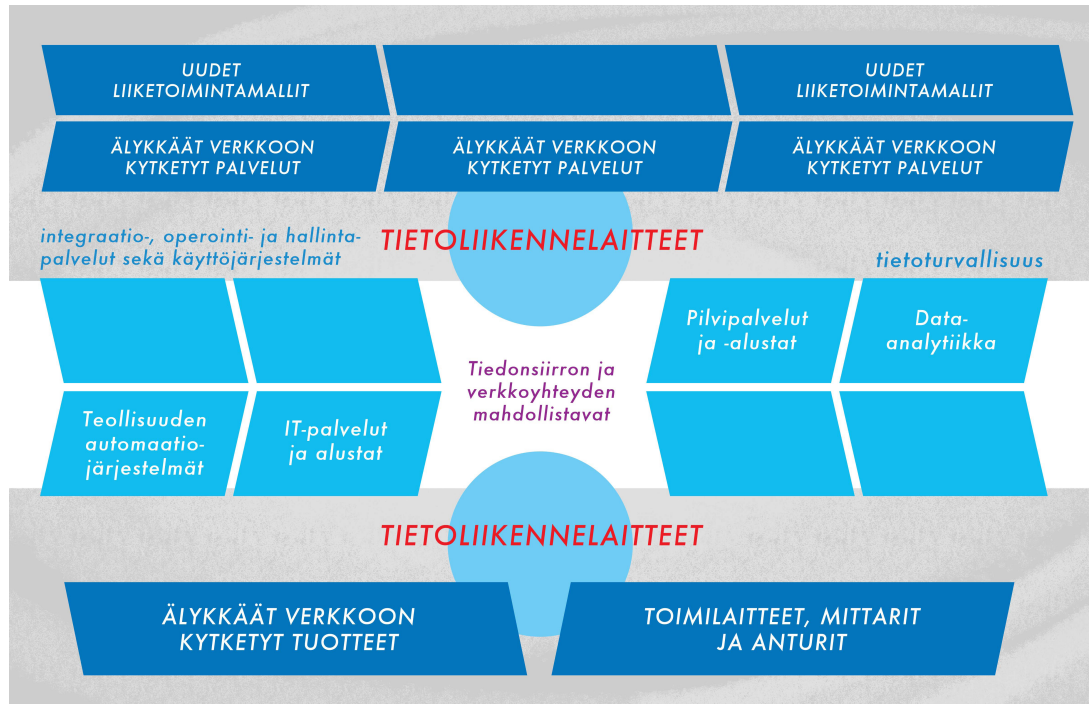 UUDET
LIIKETOIMINTAMALLIT
UUDET
LIIKETOIMINTAMALLIT
ÄLYKKÄÄT VERKKOON
KYTKETYT PALVELUT
ÄLYKKÄÄT VERKKOON
KYTKETYT PALVELUT
ÄLYKKÄÄT VERKKOON
KYTKETYT PALVELUT
integraatio-, operointi- ja hallinta-
palvelut sekä käyttöjärjestelmät
TIETOLIIKENNELAITTEET
tietoturvallisuus
Pilvipalvelut
ja -alustat
Data-
analytiikka
Tiedonsiirron ja
verkkoyhteyden
mahdollistavat
Teollisuuden
automaatio-
järjestelmät
IT-palvelut
ja alustat
TIETOLIIKENNELAITTEET
ÄLYKKÄÄT VERKKOON
KYTKETYT TUOTTEET
TOIMILAITTEET, MITTARIT
JA ANTURIT